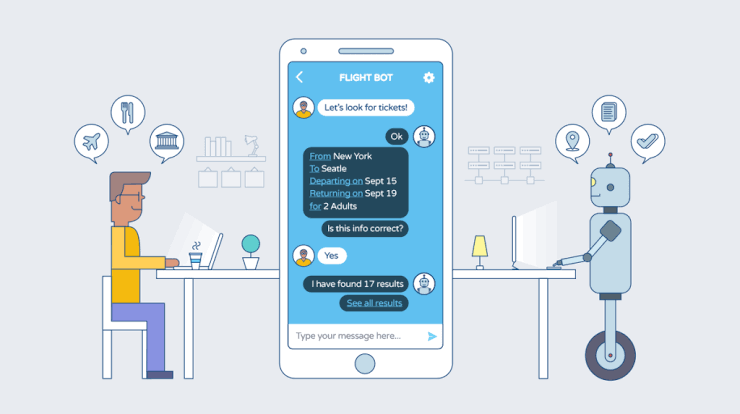 FLIGHT BOT
Let's look for tickets!
Ok
From New York
To Seatle
Departing on Sept 15
Returning on Sept 19
for 2 Adults
Is this info correct?
Yes
I have found 17 results
See all results
Type your message here...